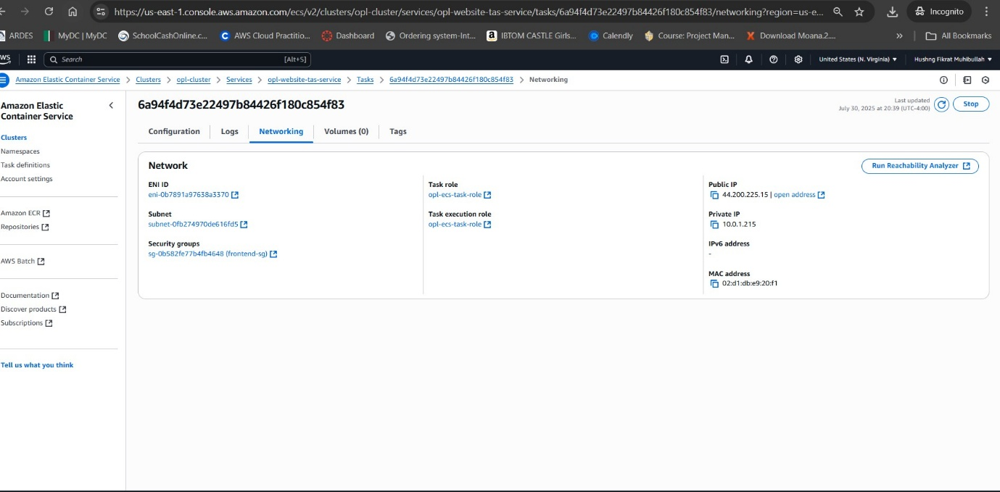 https://us-east-1.console.aws.amazon.com/ecs/v2/clusters/opl-cluster/services/opl-website-tas-service/tasks/6a94f4d73e22497b84426f180c854f83/networking?region=us-e...
Incognito
ARDES
MyDC | MyDC
SchoolCashOnline.c...
AWS Cloud Practitio...
Dashboard
Ordering system-Int...
IBTOM CASTLE Girls...
Calendly
Course: Project Man...
Download Moana.2....
»
All Bookmarks
Search
[Alt+S]
United States (N. Virginia)
Hushng Fikrat Muhibullah
Amazon Elastic Container Service > Clusters > opl-cluster > Services > opl-website-tas-service > Tasks > 6a94f4d73e22497b84426f180c854f83 > Networking
Amazon Elastic
Container Service
Clusters
Namespaces
Task definitions
Account settings
Amazon ECR
Repositories
AWS Batch
Documentation
Discover products
Subscriptions
Tell us what you think
6a94f4d73e22497b84426f180c854f83
Last updated
July 30, 2025 at 20:39 (UTC-4:00)
Stop
Configuration
Logs
Networking
Volumes (0)
Tags
Network
Run Reachability Analyzer
ENI ID
eni-0b7891a97638a3370
Subnet
subnet-0fb274970de616fd5
Security groups
sg-0b582fe77b4fb4648 (frontend-sg)
Task role
opl-ecs-task-role
Task execution role
opl-ecs-task-role
Public IP
44.200.225.15 | open address
Private IP
10.0.1.215
IPv6 address
-
MAC address
02:d1:db:e9:20:f1